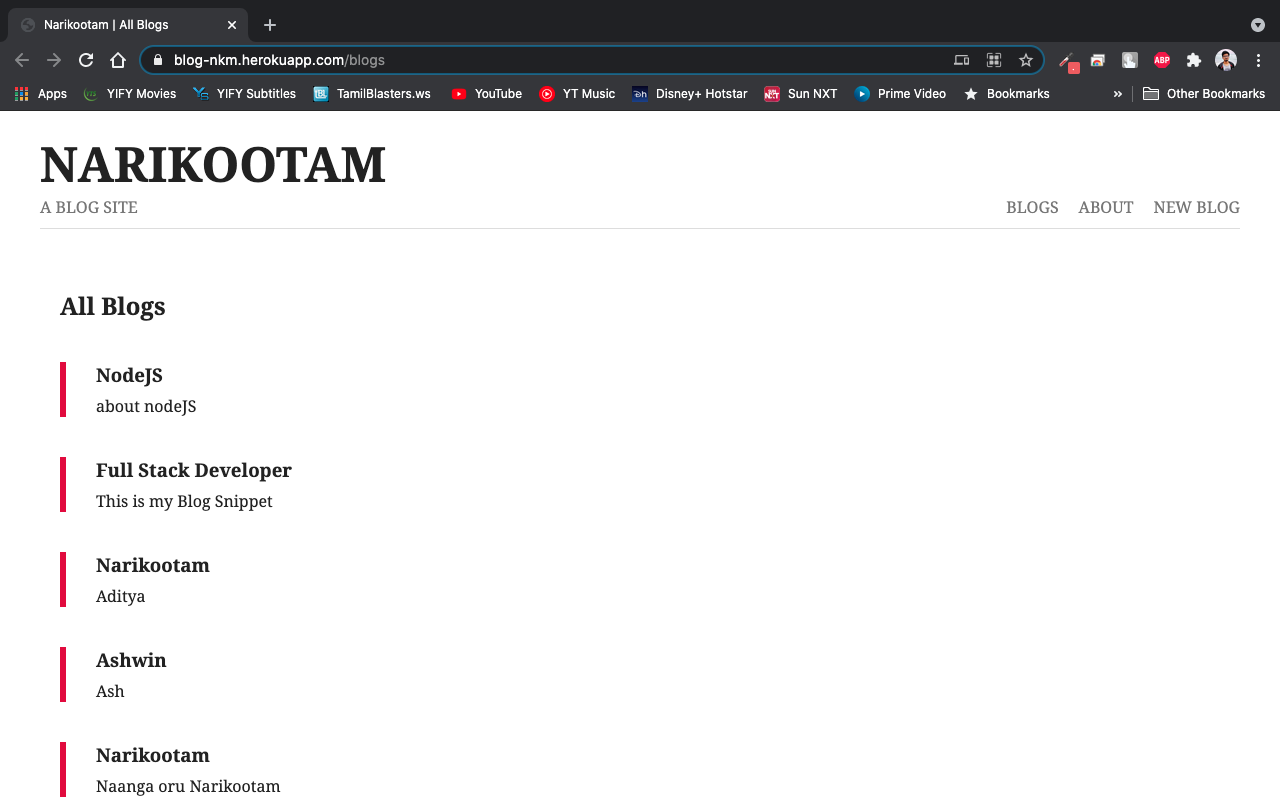 Narikootam | All Blogs
blog-nkm.herokuapp.com/blogs
ABP
Apps YIFY Movies YIFY Subtitles TamilBlasters.ws YouTube YT Music Disney+ Hotstar Sun NXT Prime Video Bookmarks » Other Bookmarks
NARIKOOTAM
A BLOG SITE BLOGS ABOUT NEW BLOG
All Blogs
NodeJS
about nodeJS
Full Stack Developer
This is my Blog Snippet
Narikootam
Aditya
Ashwin
Ash
Narikootam
Naanga oru Narikootam